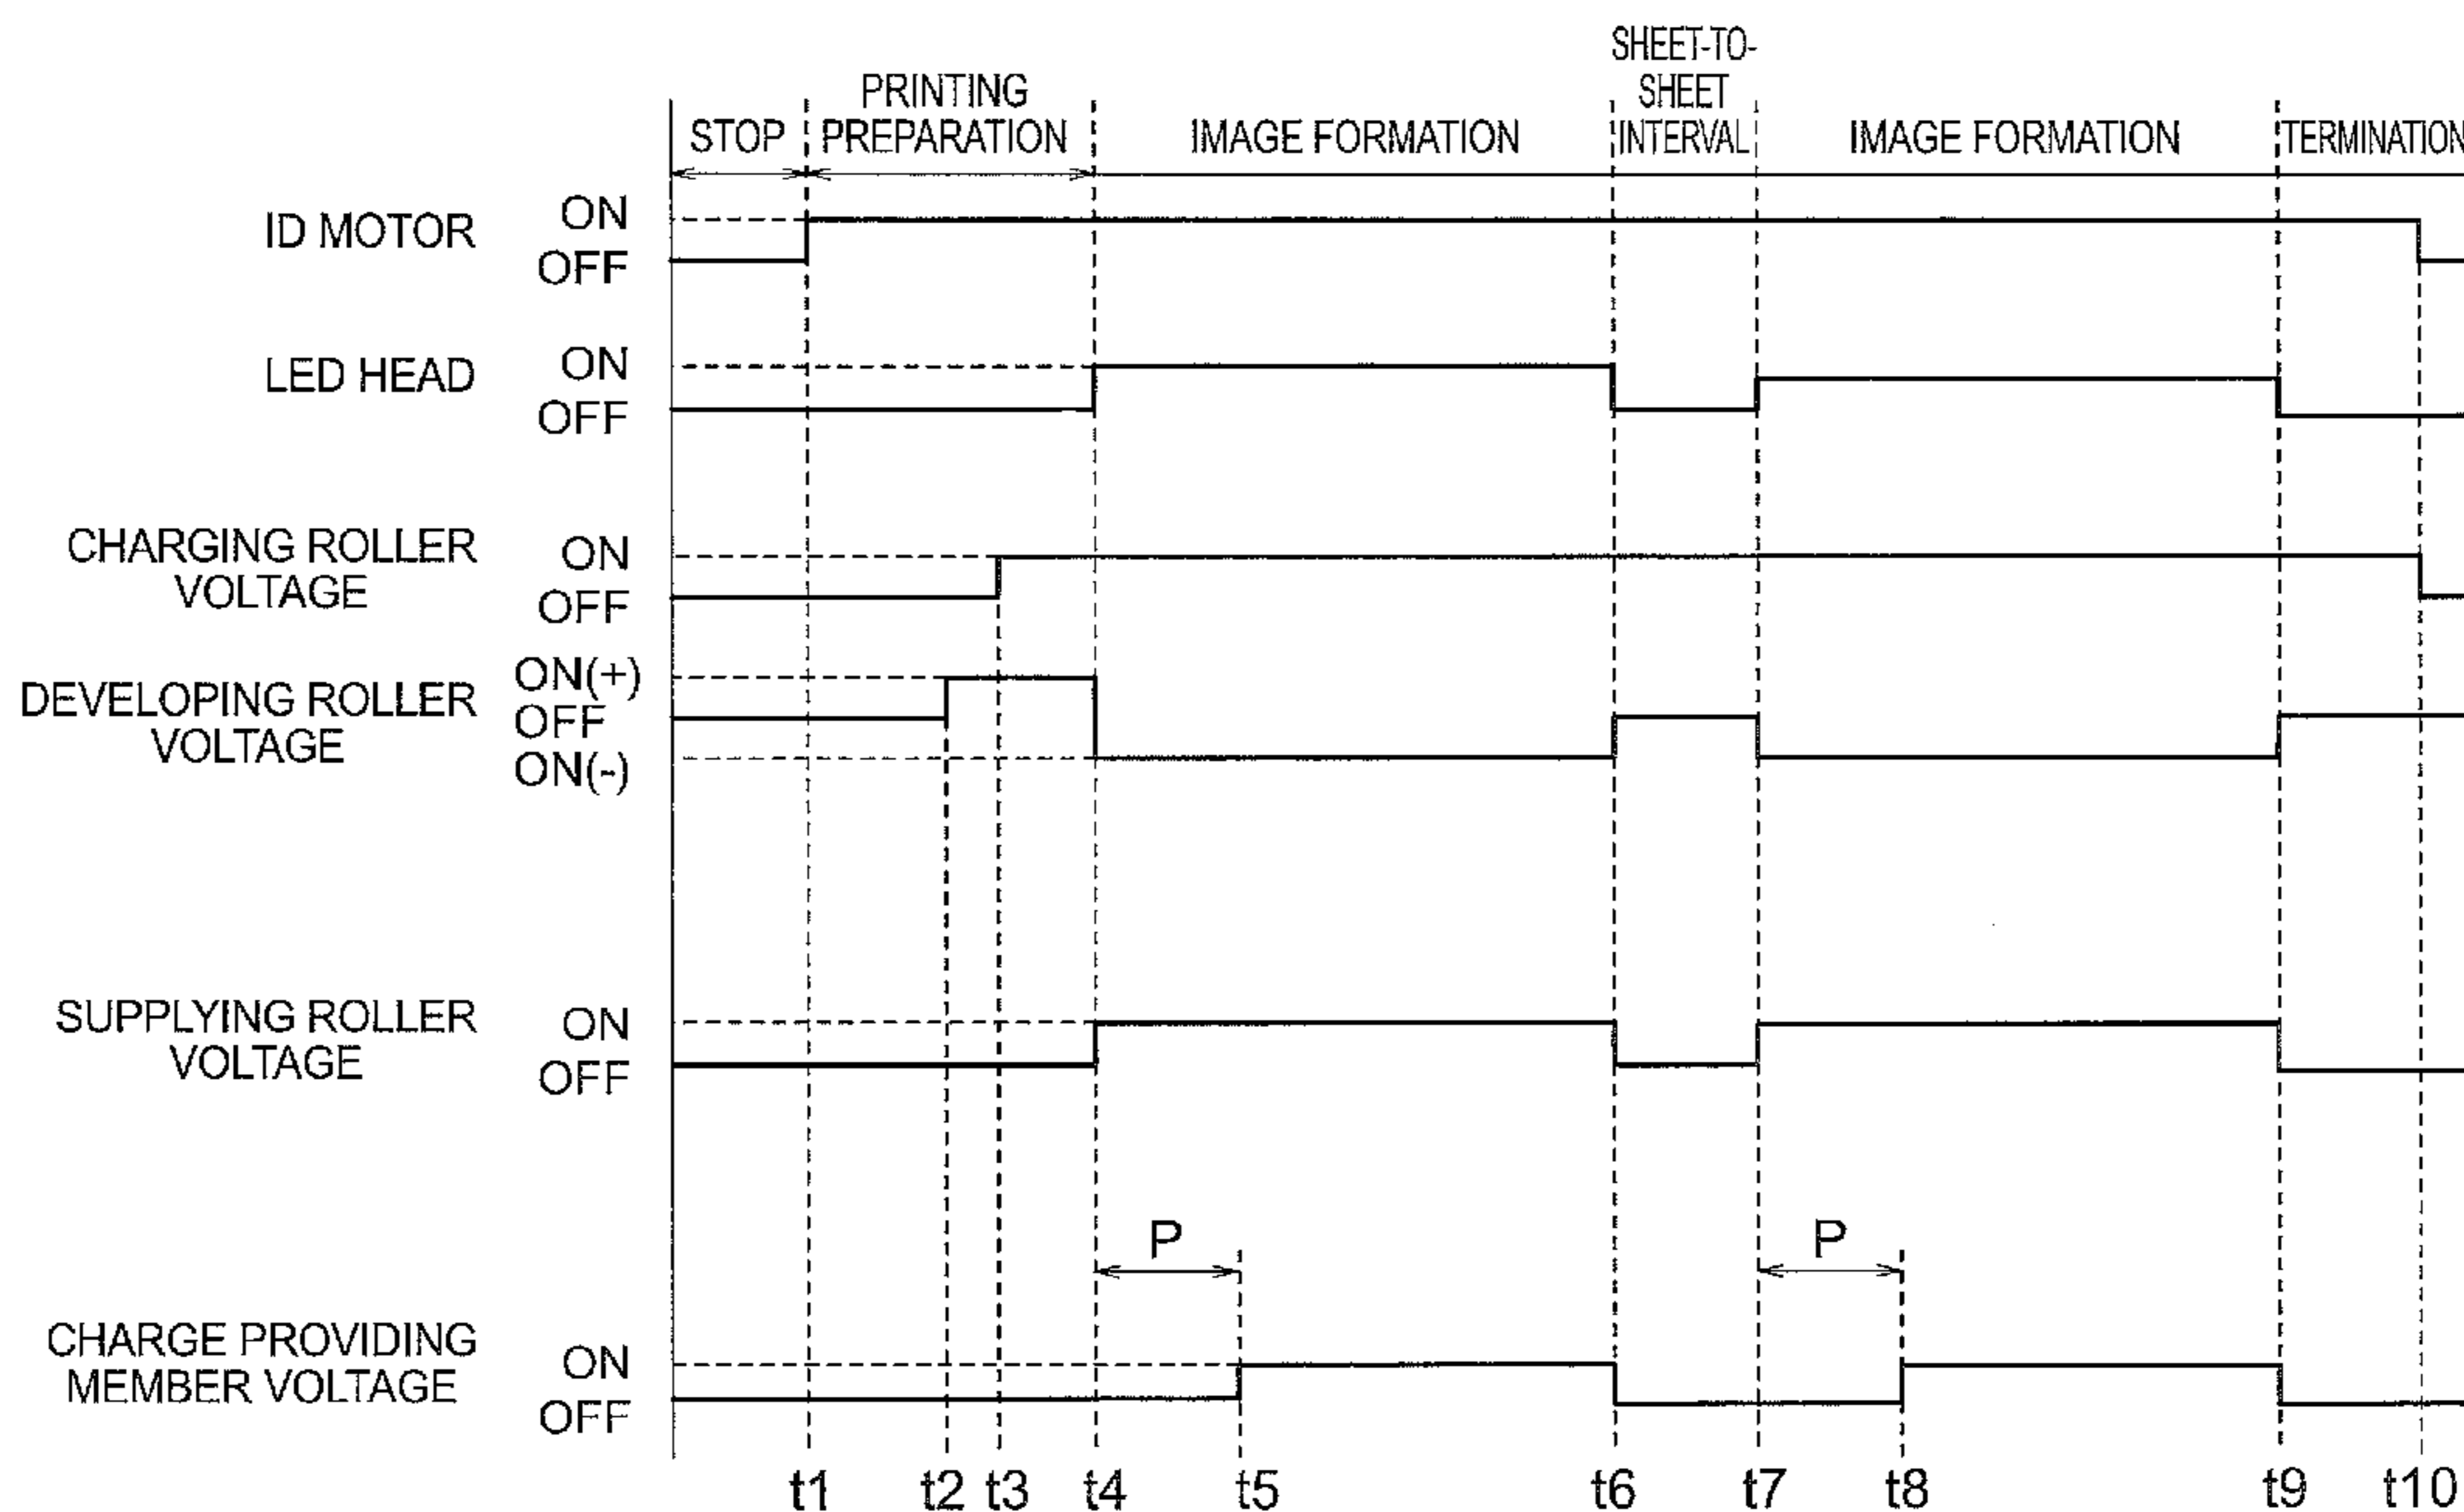 SHEET-TO-
SHEET
INTERVAL
PRINTING
PREPARATION
STOP
IMAGE FORMATION
IMAGE FORMATION
TERMINATION
ID MOTOR
ON
OFF
LED HEAD
ON
OFF
CHARGING ROLLER
VOLTAGE
ON
OFF
DEVELOPING ROLLER
VOLTAGE
ON(+)
OFF
ON(-)
SUPPLYING ROLLER
VOLTAGE
ON
OFF
P
P
CHARGE PROVIDING
MEMBER VOLTAGE
ON
OFF
t1 t2 t3 t4 t5 t6 t7 t8 t9 t10